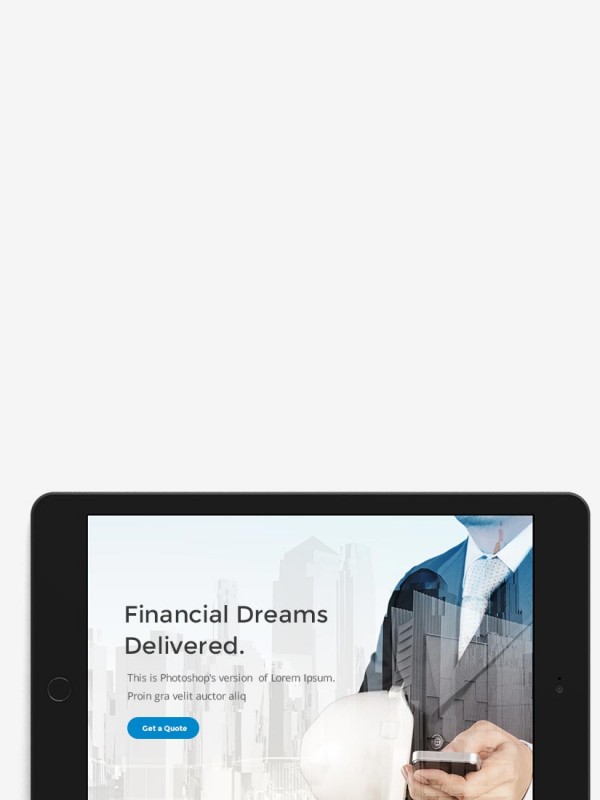 Financial Dreams
Delivered.
This is Photoshop's version  of Lorem Ipsum.
Proin gra velit auctor aliq
Get a Quote